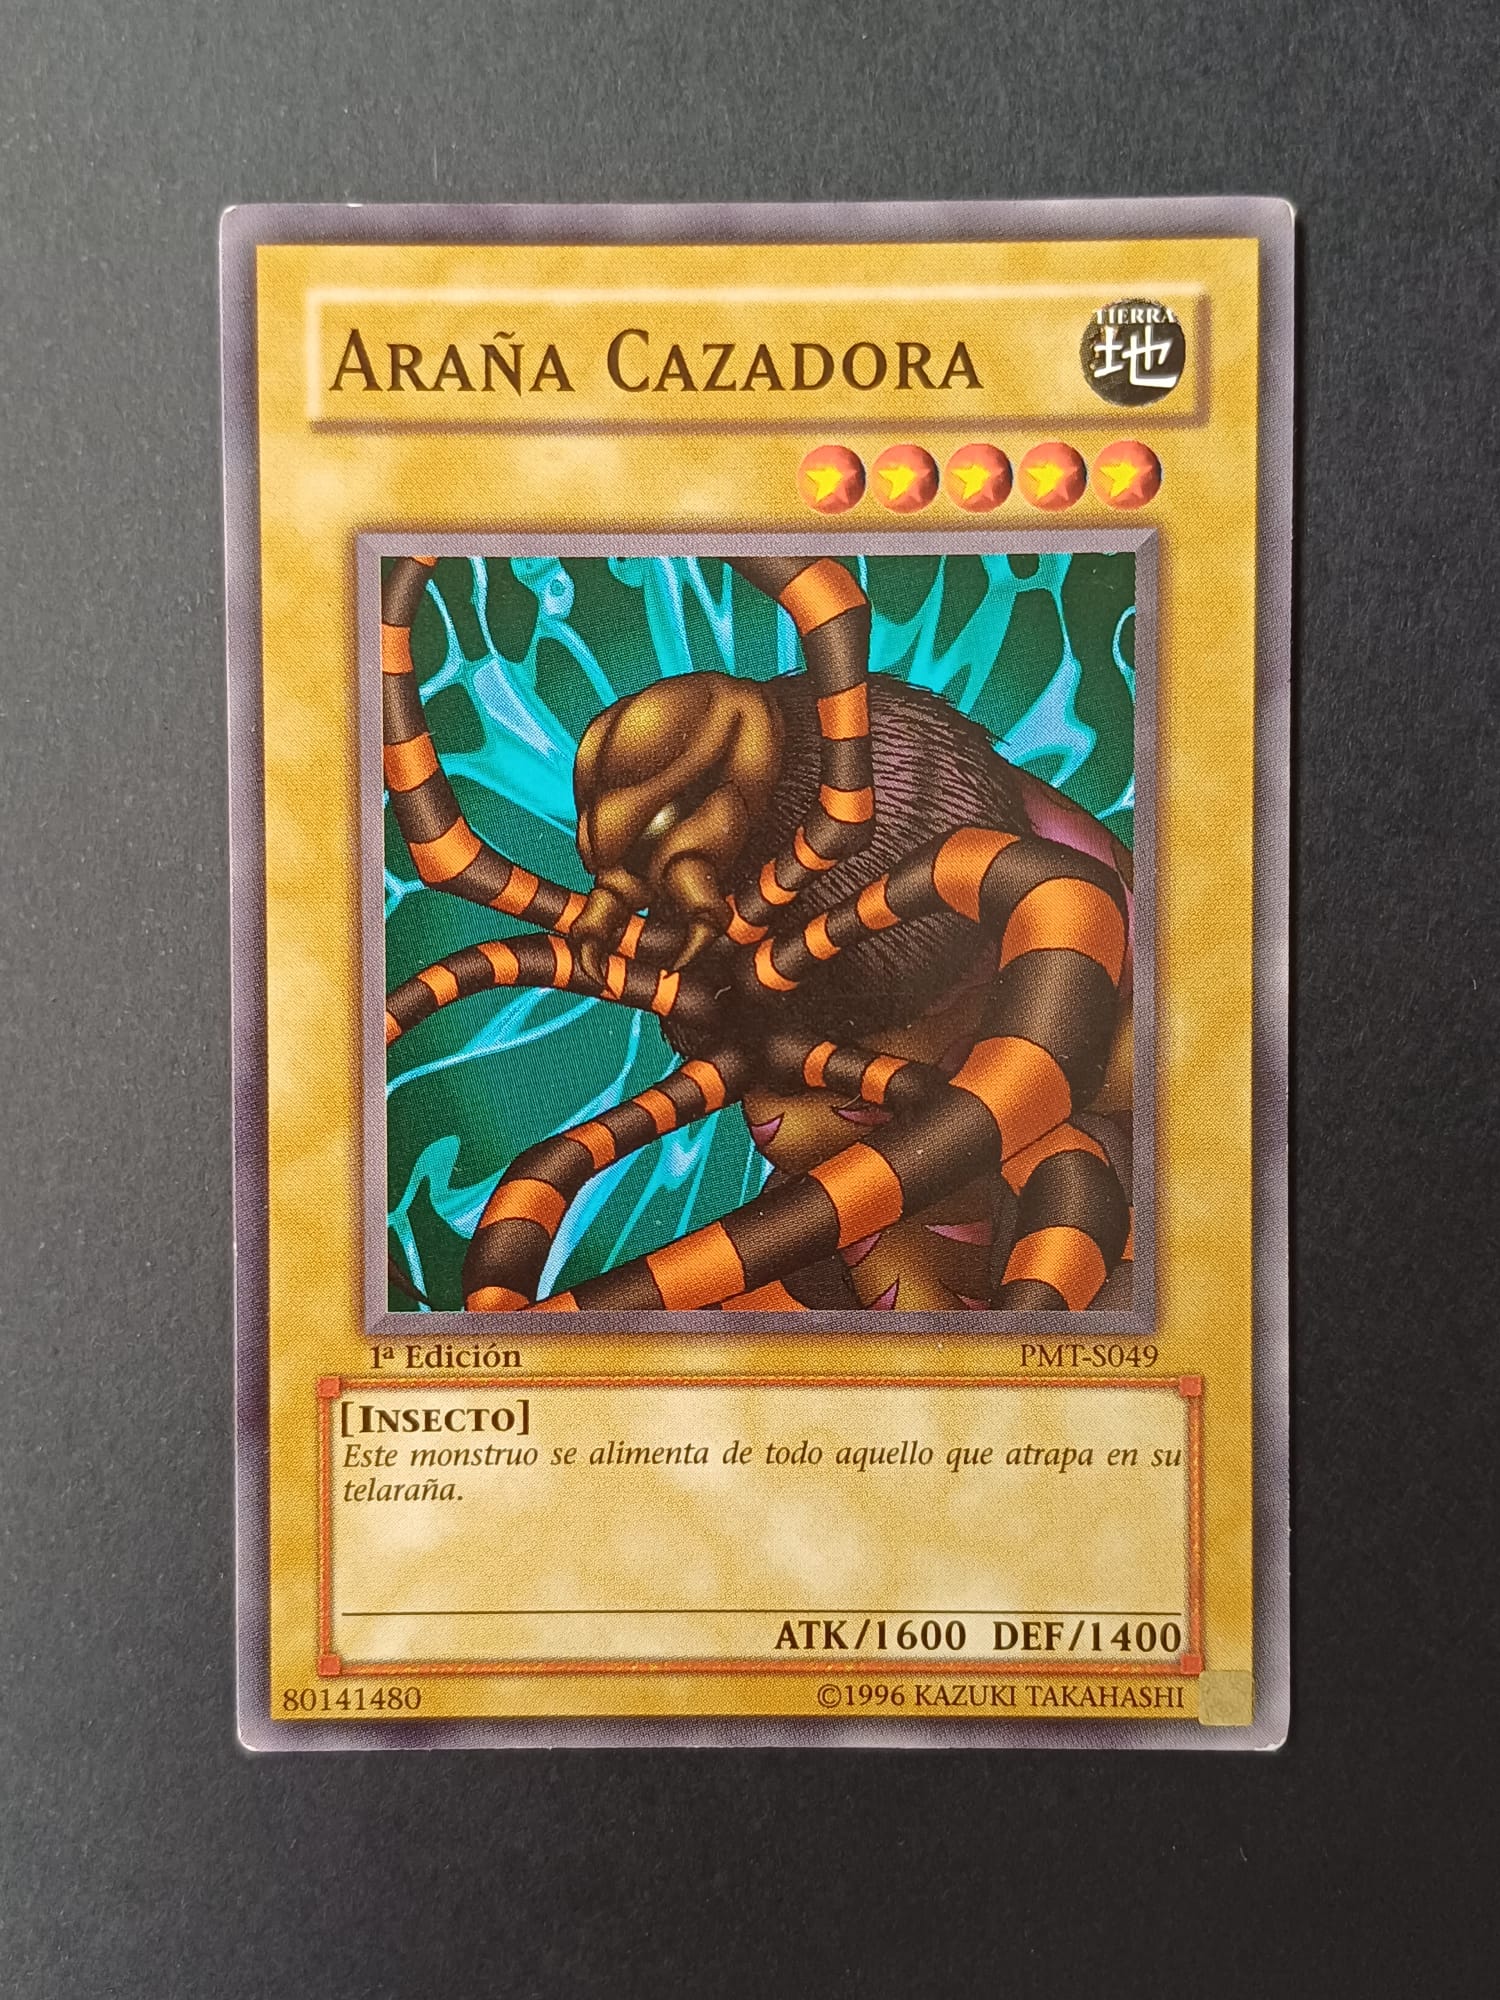 ARAÑA CAZADORA
TIERRA
地
1ª Edición
PMT-S049
[INSECTO]
Este monstruo se alimenta de todo aquello que atrapa en su
telaraña.
ATK/1600 DEF/1400
80141480
©1996 KAZUKI TAKAHASHI